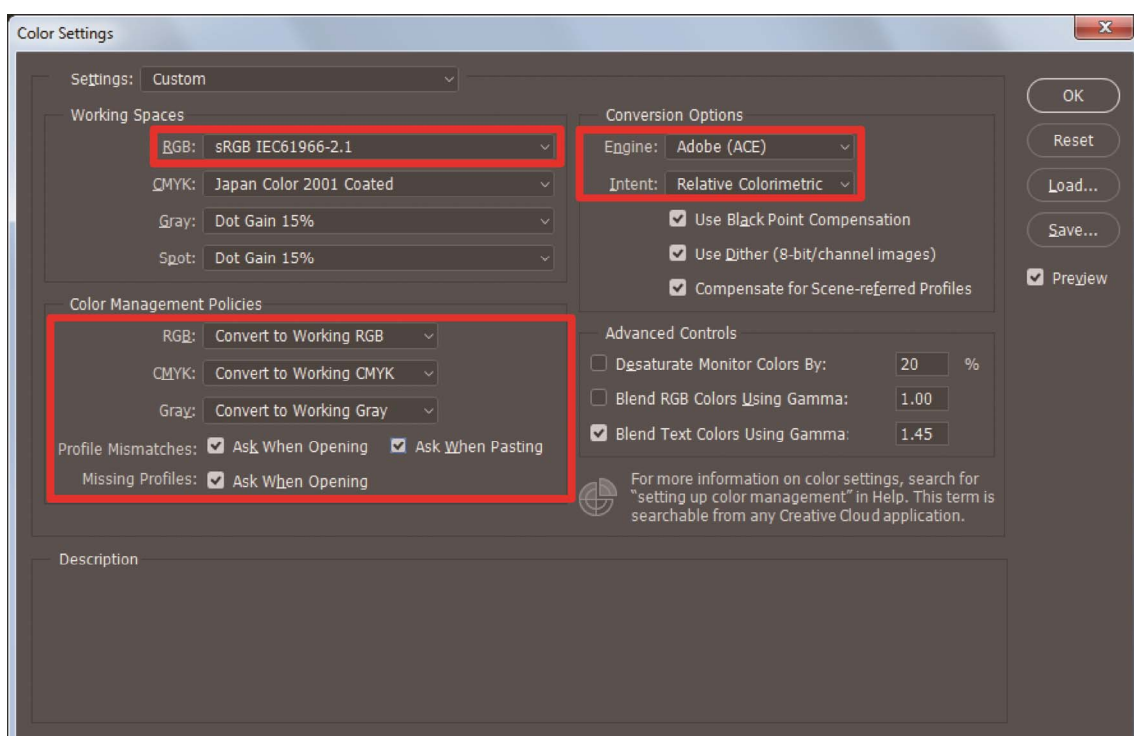 Color Settings
Settings: Custom
Working Spaces
RGB: sRGB IEC61966-2.1
CMYK: Japan Color 2001 Coated
Gray: Dot Gain 15%
Spot: Dot Gain 15%
Color Management Policies
RGB: Convert to Working RGB
CMYK: Convert to Working CMYK
Gray: Convert to Working Gray
Profile Mismatches: Ask When Opening Ask When Pasting
Missing Profiles: Ask When Opening
Conversion Options
Engine: Adobe (ACE)
Intent: Relative Colorimetric
Use Black Point Compensation
Use Dither (8-bit/channel images)
Compensate for Scene-referred Profiles
Advanced Controls
Desaturate Monitor Colors By: 20 %
Blend RGB Colors Using Gamma: 1.00
Blend Text Colors Using Gamma: 1.45
For more information on color settings, search for
"setting up color management" in Help. This term is
searchable from any Creative Cloud application.
OK
Reset
Load...
Save...
Preview
Description